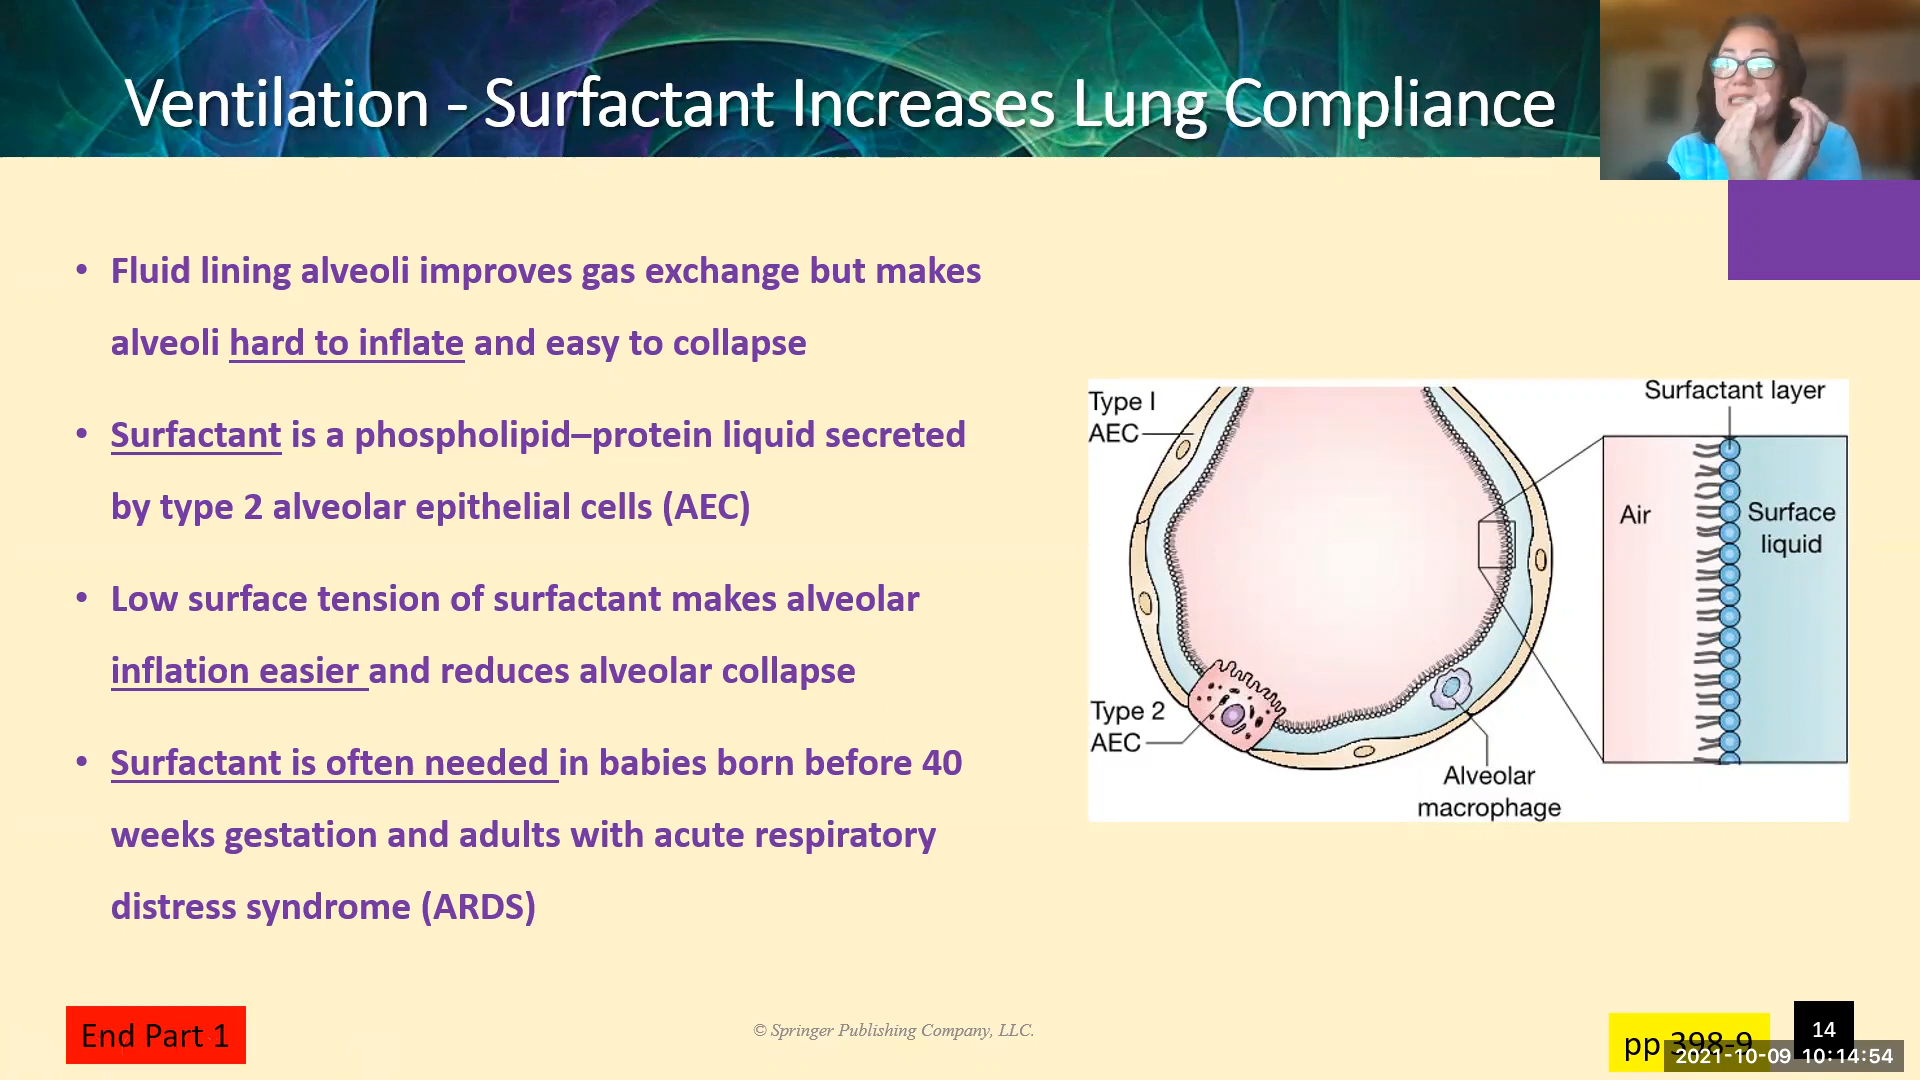 Ventilation - Surfactant Increases Lung Compliance
• Fluid lining alveoli improves gas exchange but makes
alveoli hard to inflate and easy to collapse
• Surfactant is a phospholipid–protein liquid secreted
by type 2 alveolar epithelial cells (AEC)
• Low surface tension of surfactant makes alveolar
inflation easier and reduces alveolar collapse
• Surfactant is often needed in babies born before 40
weeks gestation and adults with acute respiratory
distress syndrome (ARDS)
Type I
AEC
Surfactant layer
Air
Surface
liquid
Type 2
AEC
Alveolar
macrophage
End Part 1
© Springer Publishing Company, LLC.
pp 398-9
14
2021-10-09 10:14:54